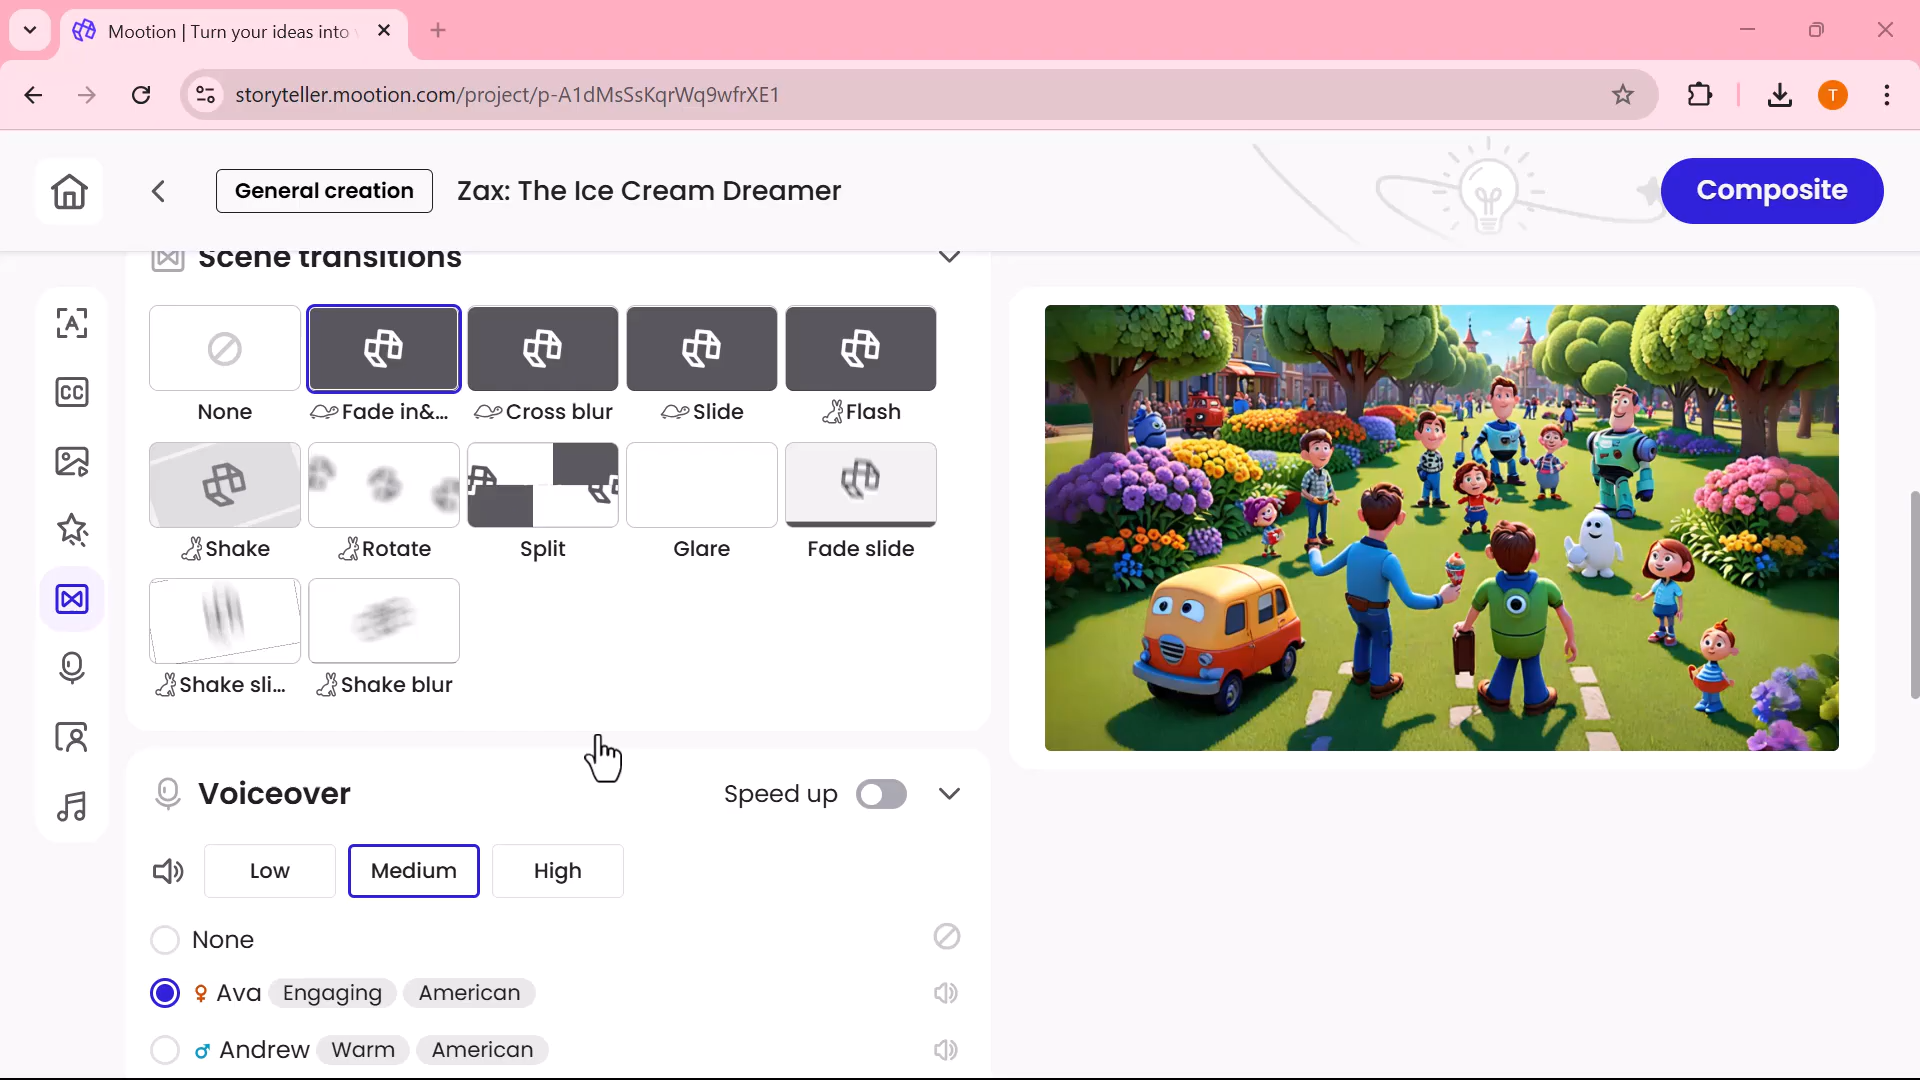 Mootion | Turn your ideas into
storyteller.mootion.com/project/p-A1dMsSsKqrWq9wfrXE1
T
General creation
Zax: The Ice Cream Dreamer
Composite
Scene transitions
None
Fade in&...
Cross blur
Slide
Flash
Shake
Rotate
Split
Glare
Fade slide
Shake sli...
Shake blur
A
CC
Voiceover
Speed up
Low
Medium
High
None
Ava Engaging American
Andrew Warm American